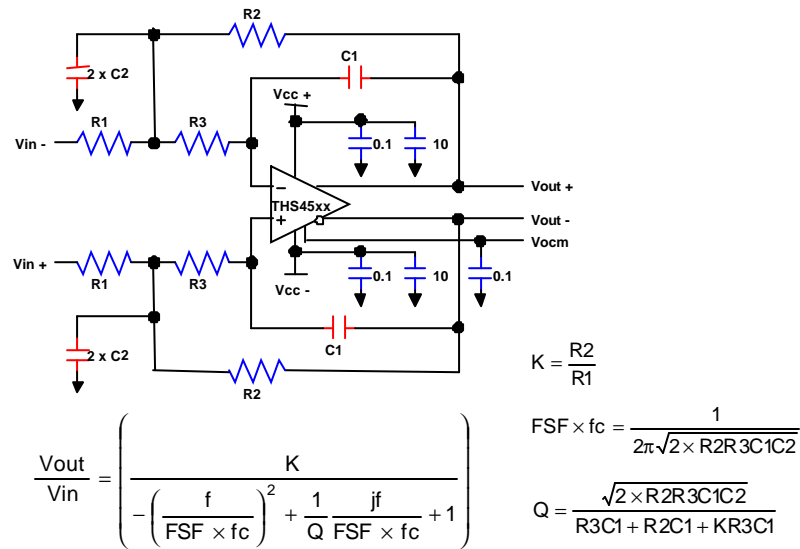 R2
C1
2 x C2
Vcc +
R1
R3
0.1
10
Vin -
−
THS45xx
+
Vout +
Vout -
Vocm
Vin +
R1
R3
0.1
10
0.1
Vcc -
2 x C2
C1
R2
K = R2 / R1
FSF × fc = 1 / 2π√2 × R2R3C1C2
Vout / Vin = ( K / −( f / FSF × fc )² + 1 / Q jf / FSF × fc + 1 )
Q = √2 × R2R3C1C2 / R3C1 + R2C1 + KR3C1